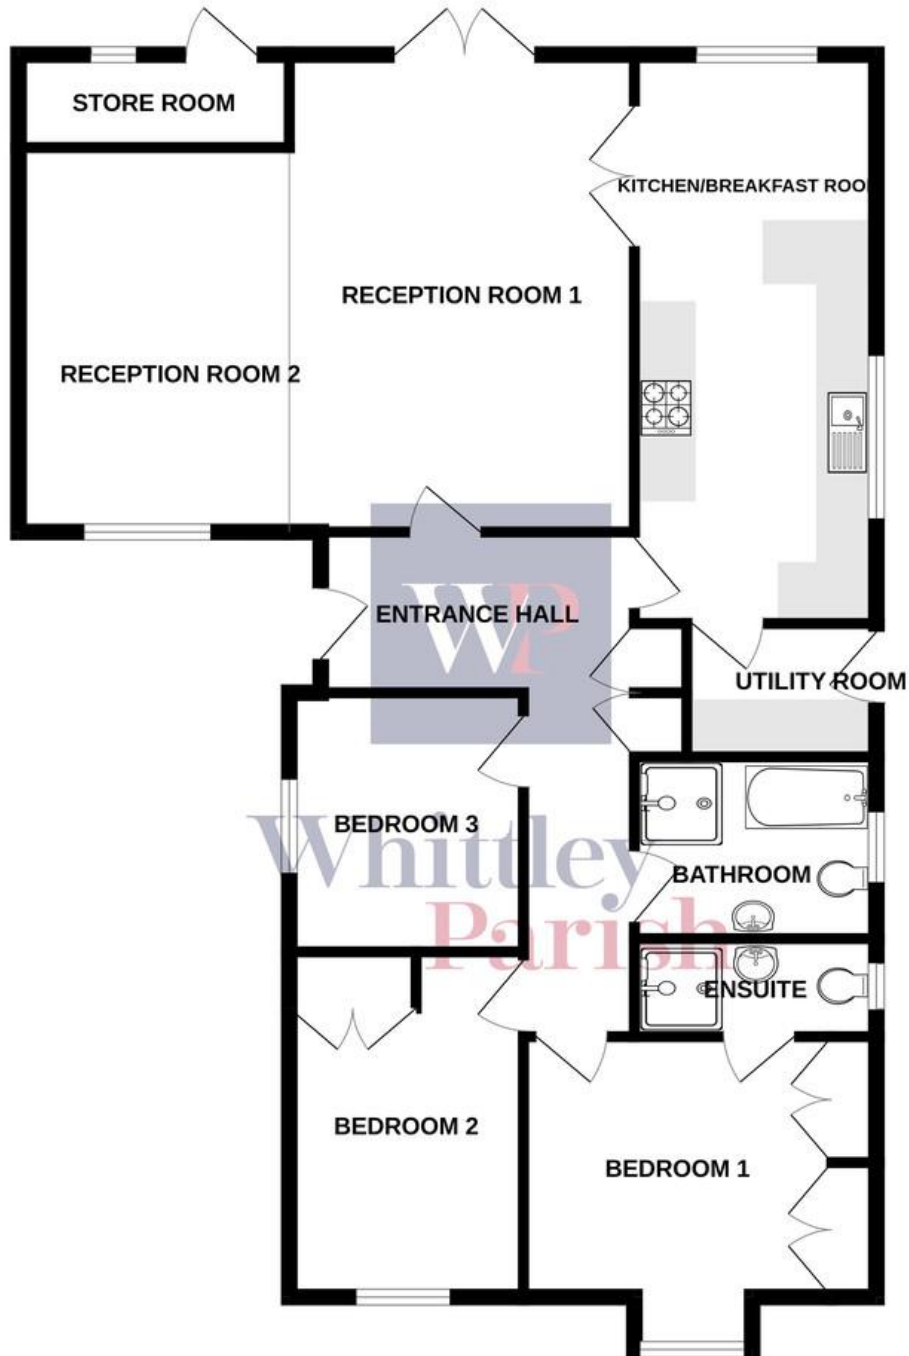 STORE ROOM
KITCHEN/BREAKFAST ROO
RECEPTION ROOM 1
RECEPTION ROOM 2
WP
ENTRANCE HALL
UTILITY ROOM
BEDROOM 3
Whittley
BATHROOM
Parish
ENSUITE
BEDROOM 2
BEDROOM 1